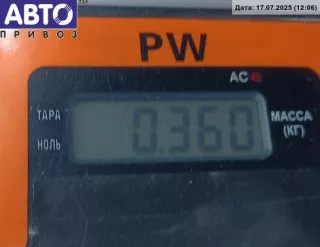 АВТО
ПРИВОЗ
Дата: 17.07.2025 (12:06)
PW
AC
ТАРА
НОЛЬ
0.360
МАССА
(КГ)